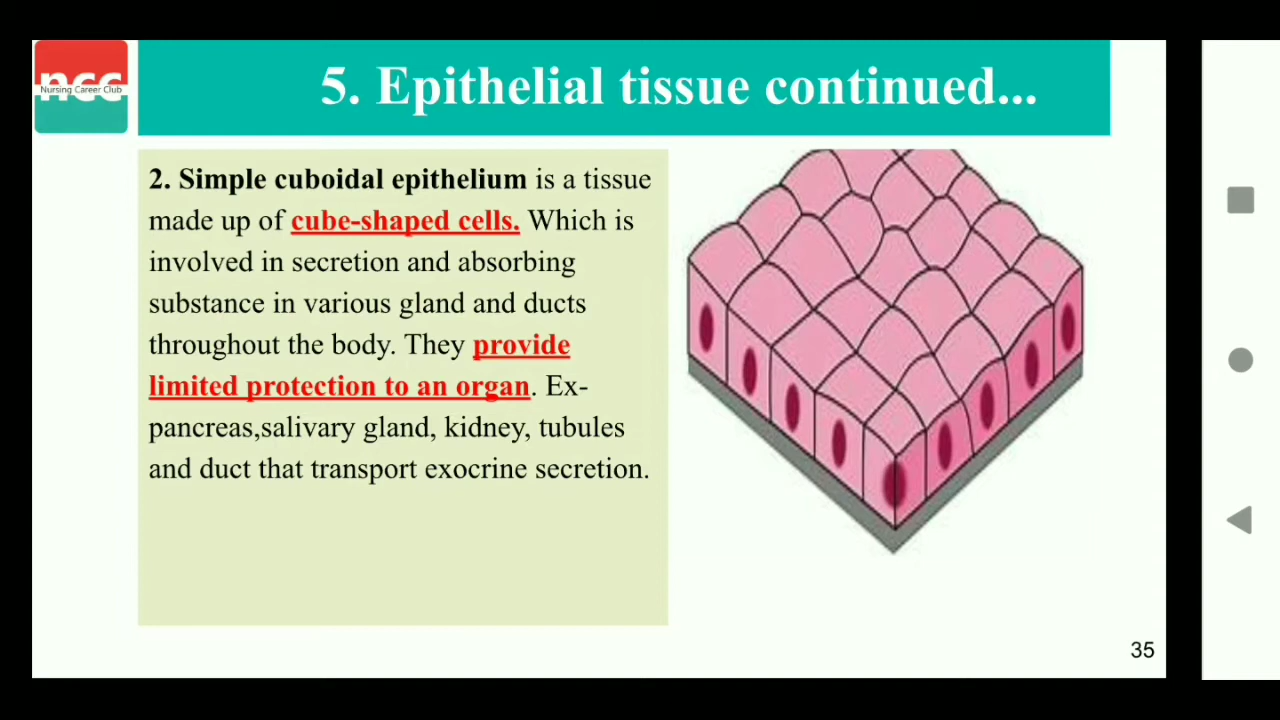 ncc
Nursing Career Club
5. Epithelial tissue continued...
2. Simple cuboidal epithelium is a tissue
made up of cube-shaped cells. Which is
involved in secretion and absorbing
substance in various gland and ducts
throughout the body. They provide
limited protection to an organ. Ex-
pancreas,salivary gland, kidney, tubules
and duct that transport exocrine secretion.
35